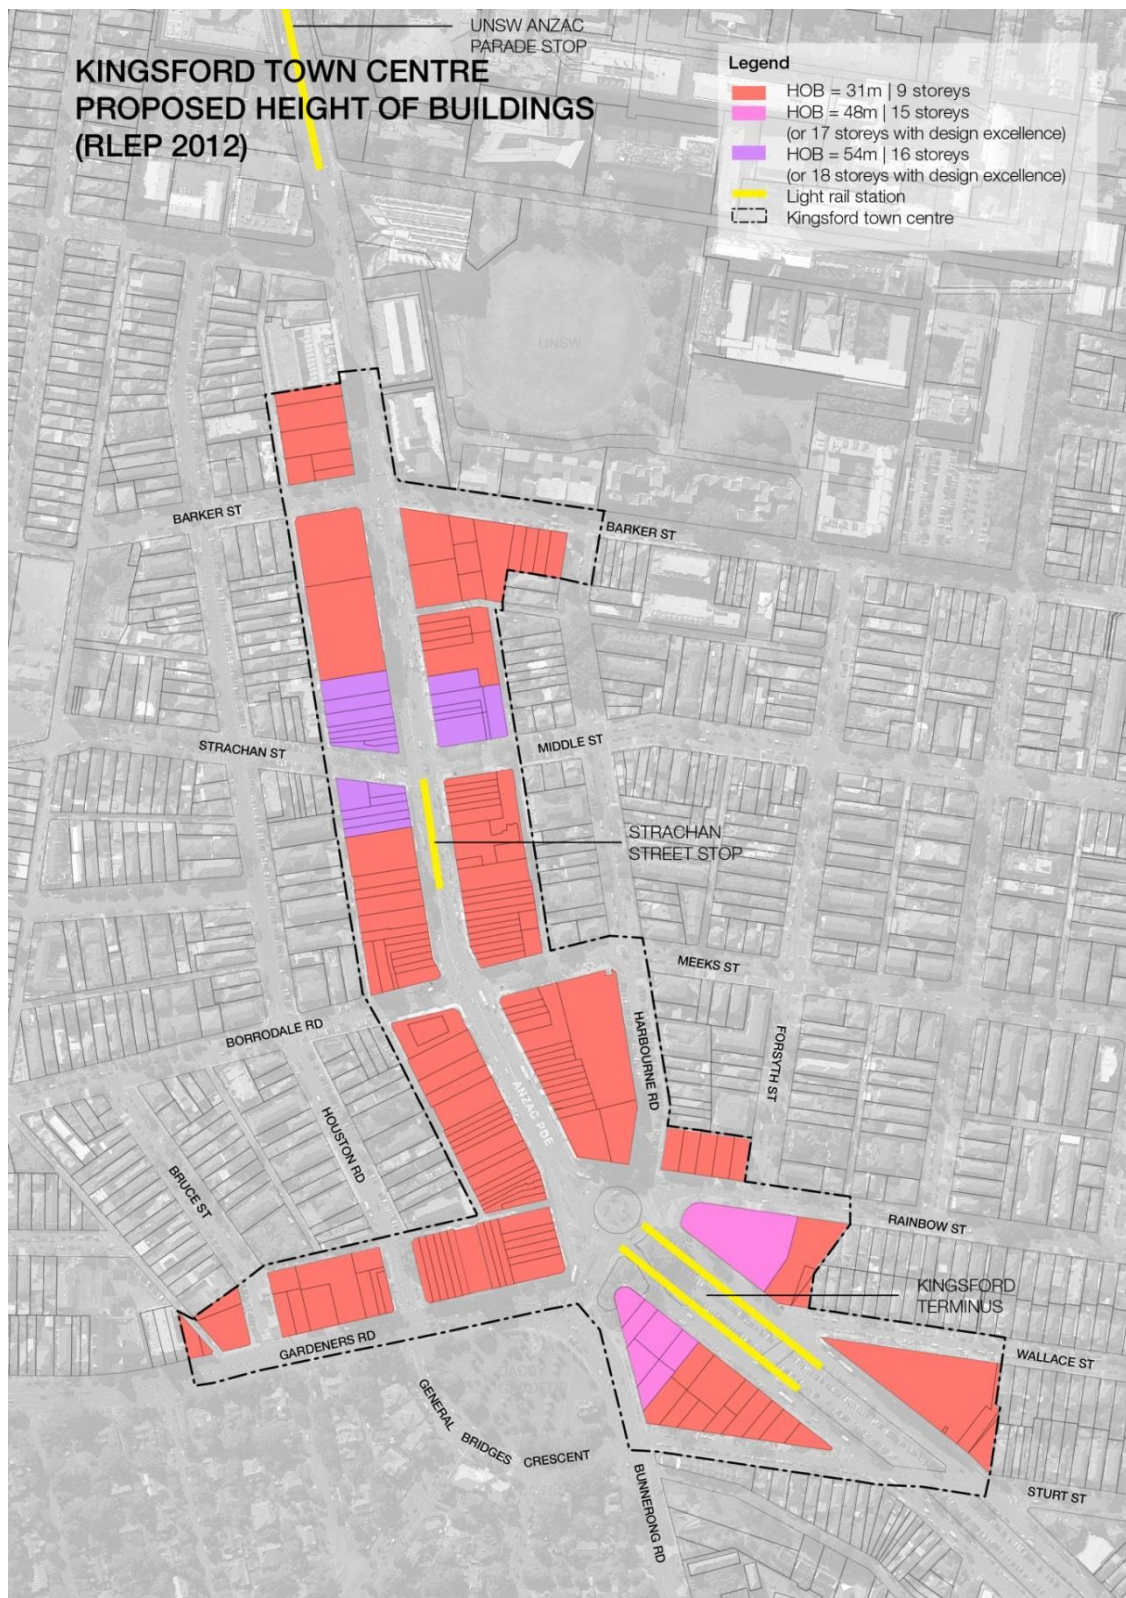 UNSW ANZAC
PARADE STOP
KINGSFORD TOWN CENTRE
PROPOSED HEIGHT OF BUILDINGS
(RLEP 2012)
Legend
HOB = 31m | 9 storeys
HOB = 48m | 15 storeys
(or 17 storeys with design excellence)
HOB = 54m | 16 storeys
(or 18 storeys with design excellence)
Light rail station
Kingsford town centre
UNSW
BARKER ST
BARKER ST
STRACHAN ST
MIDDLE ST
STRACHAN
STREET STOP
MEEKS ST
BORRODALE RD
HARBOURNE RD
FORSYTH ST
ANZAC PDE
HOUSTON RD
BRUCE ST
RAINBOW ST
KINGSFORD
TERMINUS
GARDENERS RD
WALLACE ST
GENERAL BRIDGES CRESCENT
BUNNERONG RD
STURT ST